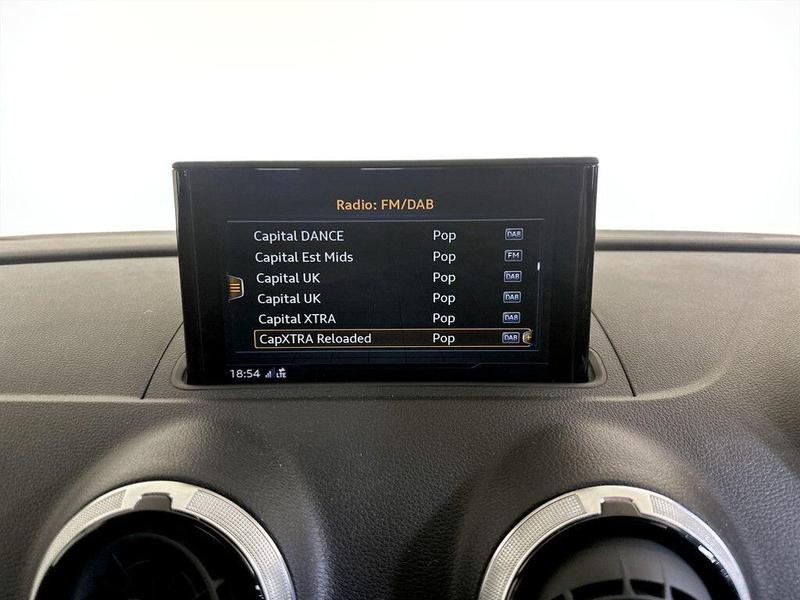 Radio: FM/DAB
Capital DANCE Pop DAB
Capital Est Mids Pop FM
Capital UK Pop DAB
Capital UK Pop DAB
Capital XTRA Pop DAB
CapXTRA Reloaded Pop DAB
18:54 LTE